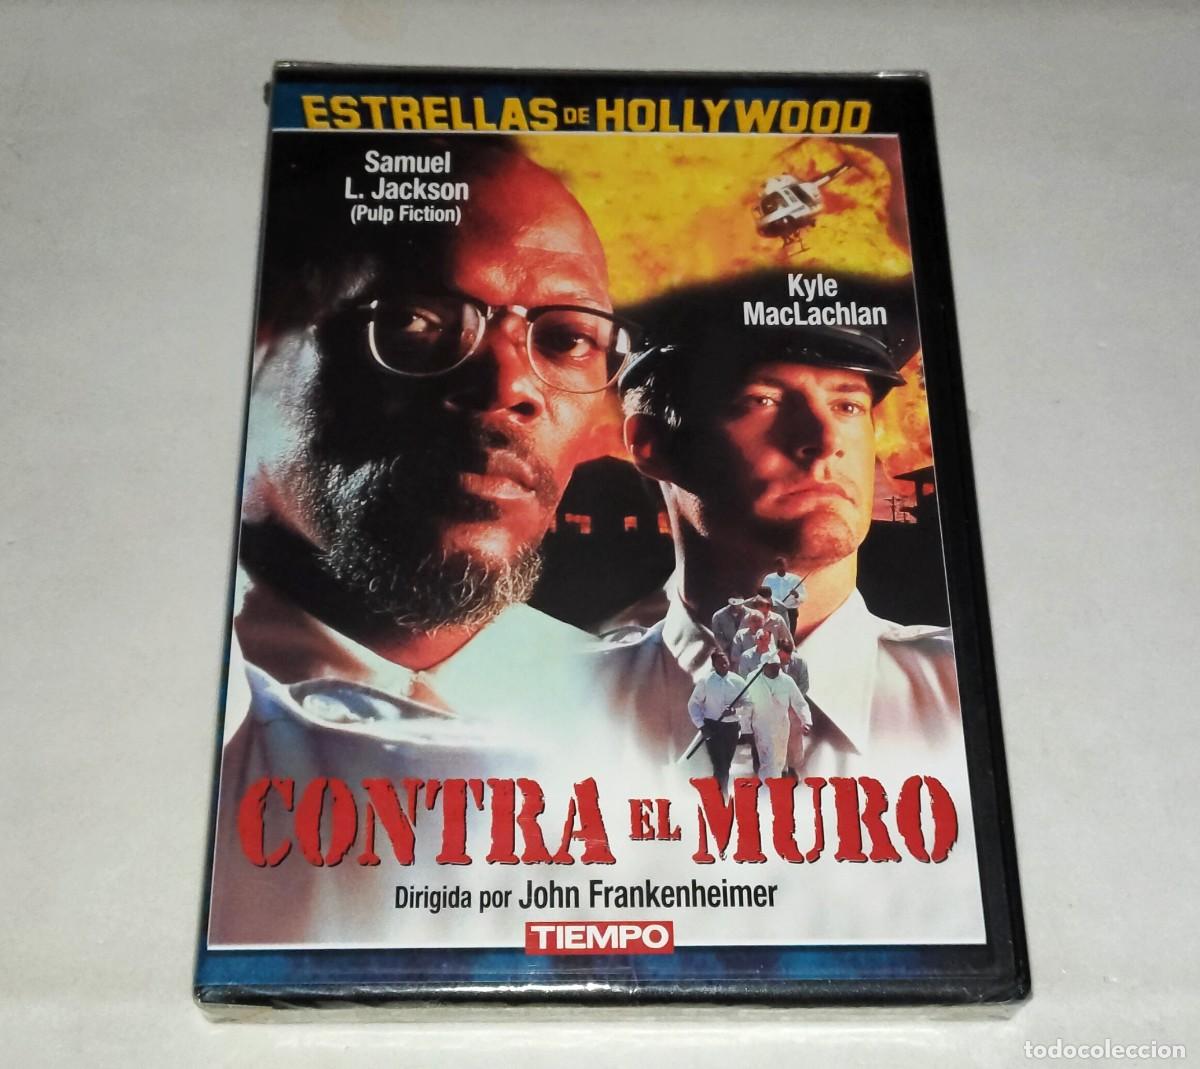 ESTRELLAS DE HOLLYWOOD
Samuel
L. Jackson
(Pulp Fiction)
Kyle
MacLachlan
CONTRA EL MURO
Dirigida por John Frankenheimer
TIEMPO
todocoleccion